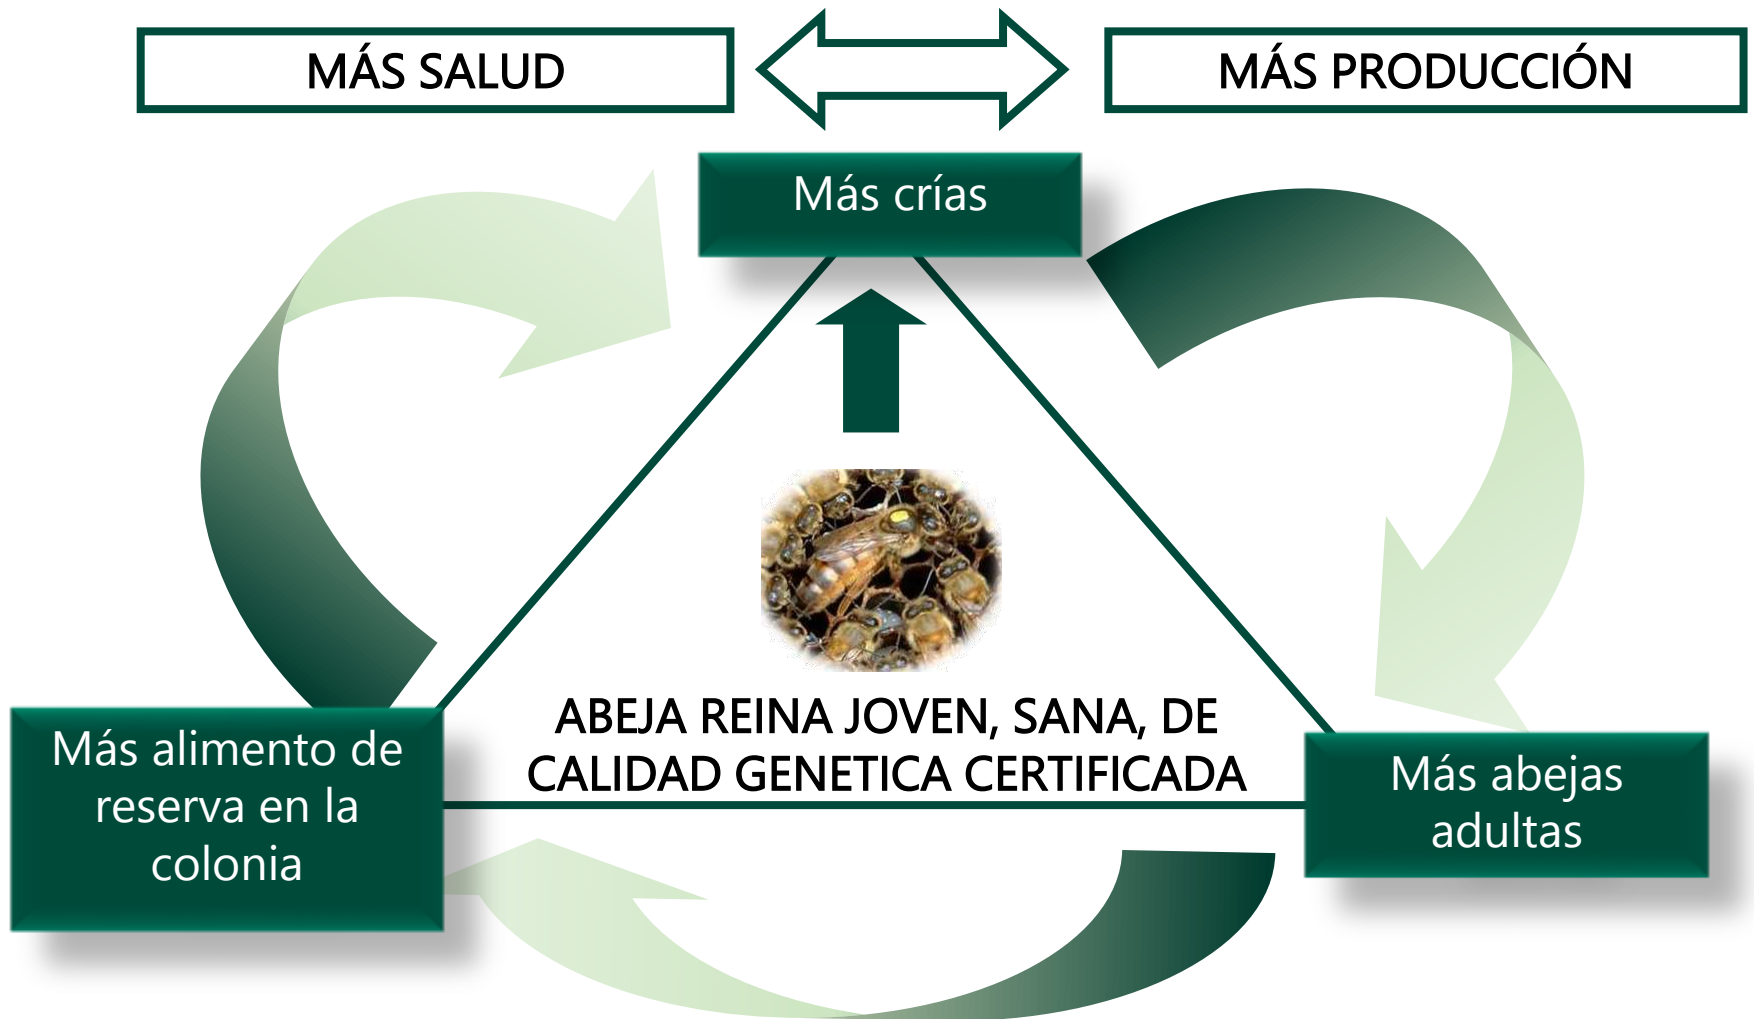 MÁS SALUD
MÁS PRODUCCIÓN
Más crías
ABEJA REINA JOVEN, SANA, DE
CALIDAD GENETICA CERTIFICADA
Más alimento de
reserva en la
colonia
Más abejas
adultas